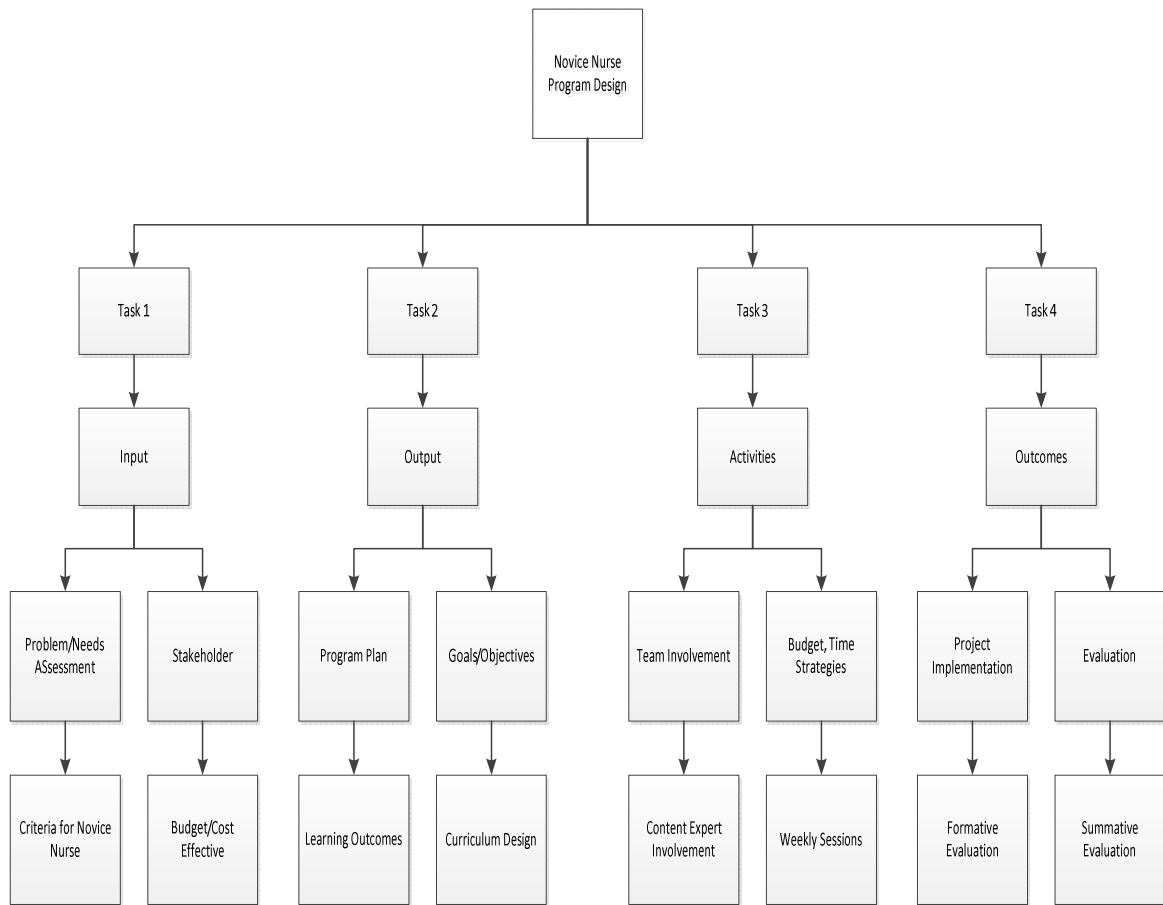 Novice Nurse
Program Design
Task 1
Task 2
Task 3
Task 4
Input
Output
Activities
Outcomes
Problem/Needs
ASsessment
Stakeholder
Program Plan
Goals/Objectives
Team Involvement
Budget, Time
Strategies
Project
Implementation
Evaluation
Criteria for Novice
Nurse
Budget/Cost
Effective
Learning Outcomes
Curriculum Design
Content Expert
Involvement
Weekly Sessions
Formative
Evaluation
Summative
Evaluation